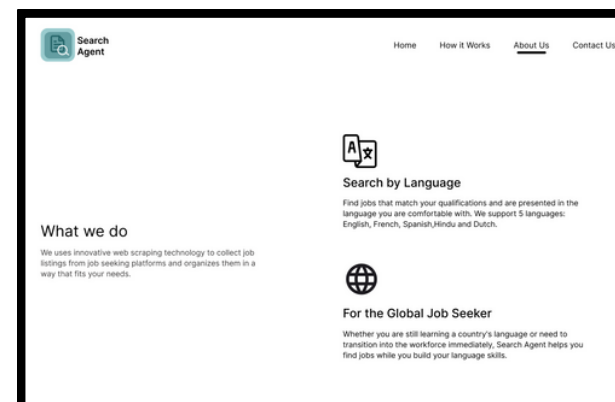 Search
Agent
Home
How it Works
About Us
Contact Us
A
文
Search by Language
Find jobs that match your qualifications and are presented in the
language you are comfortable with. We support 5 languages:
English, French, Spanish,Hindu and Dutch.
What we do
We uses innovative web scraping technology to collect job
listings from job seeking platforms and organizes them in a
way that fits your needs.
For the Global Job Seeker
Whether you are still learning a country's language or need to
transition into the workforce immediately, Search Agent helps you
find jobs while you build your language skills.